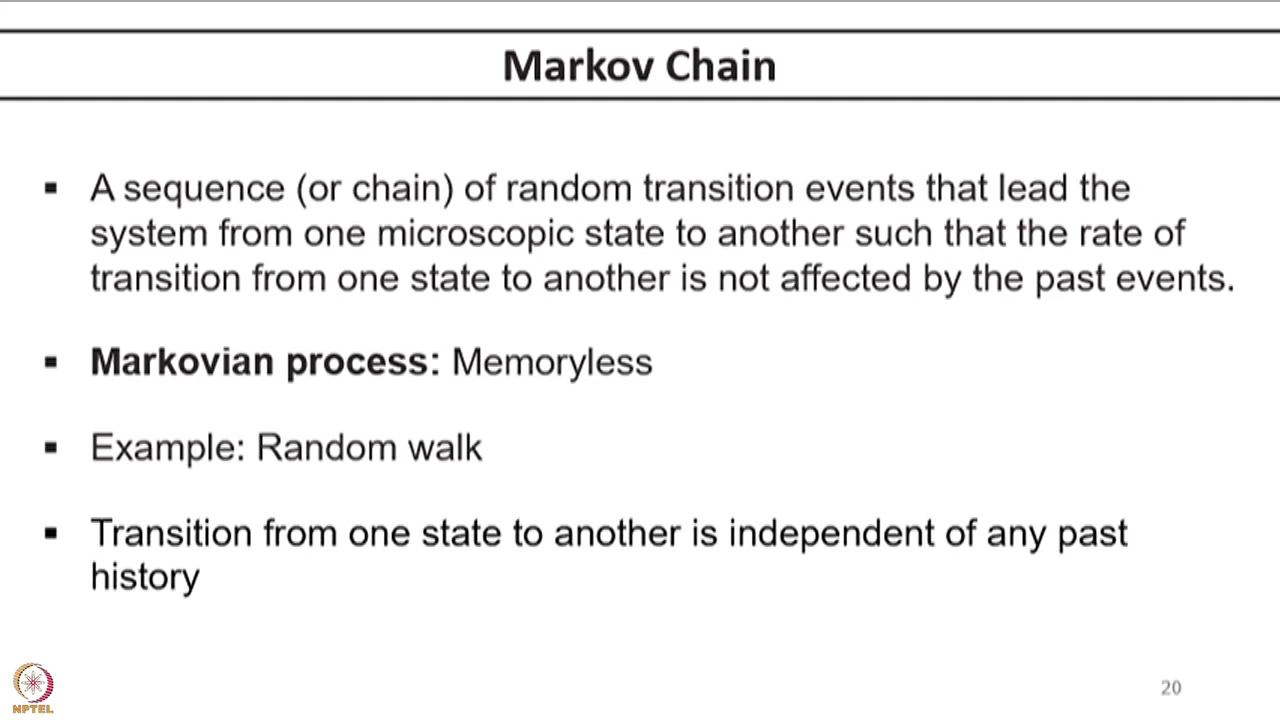 Markov Chain
▪ A sequence (or chain) of random transition events that lead the
system from one microscopic state to another such that the rate of
transition from one state to another is not affected by the past events.
▪ Markovian process: Memoryless
▪ Example: Random walk
▪ Transition from one state to another is independent of any past
history
NPTEL
20